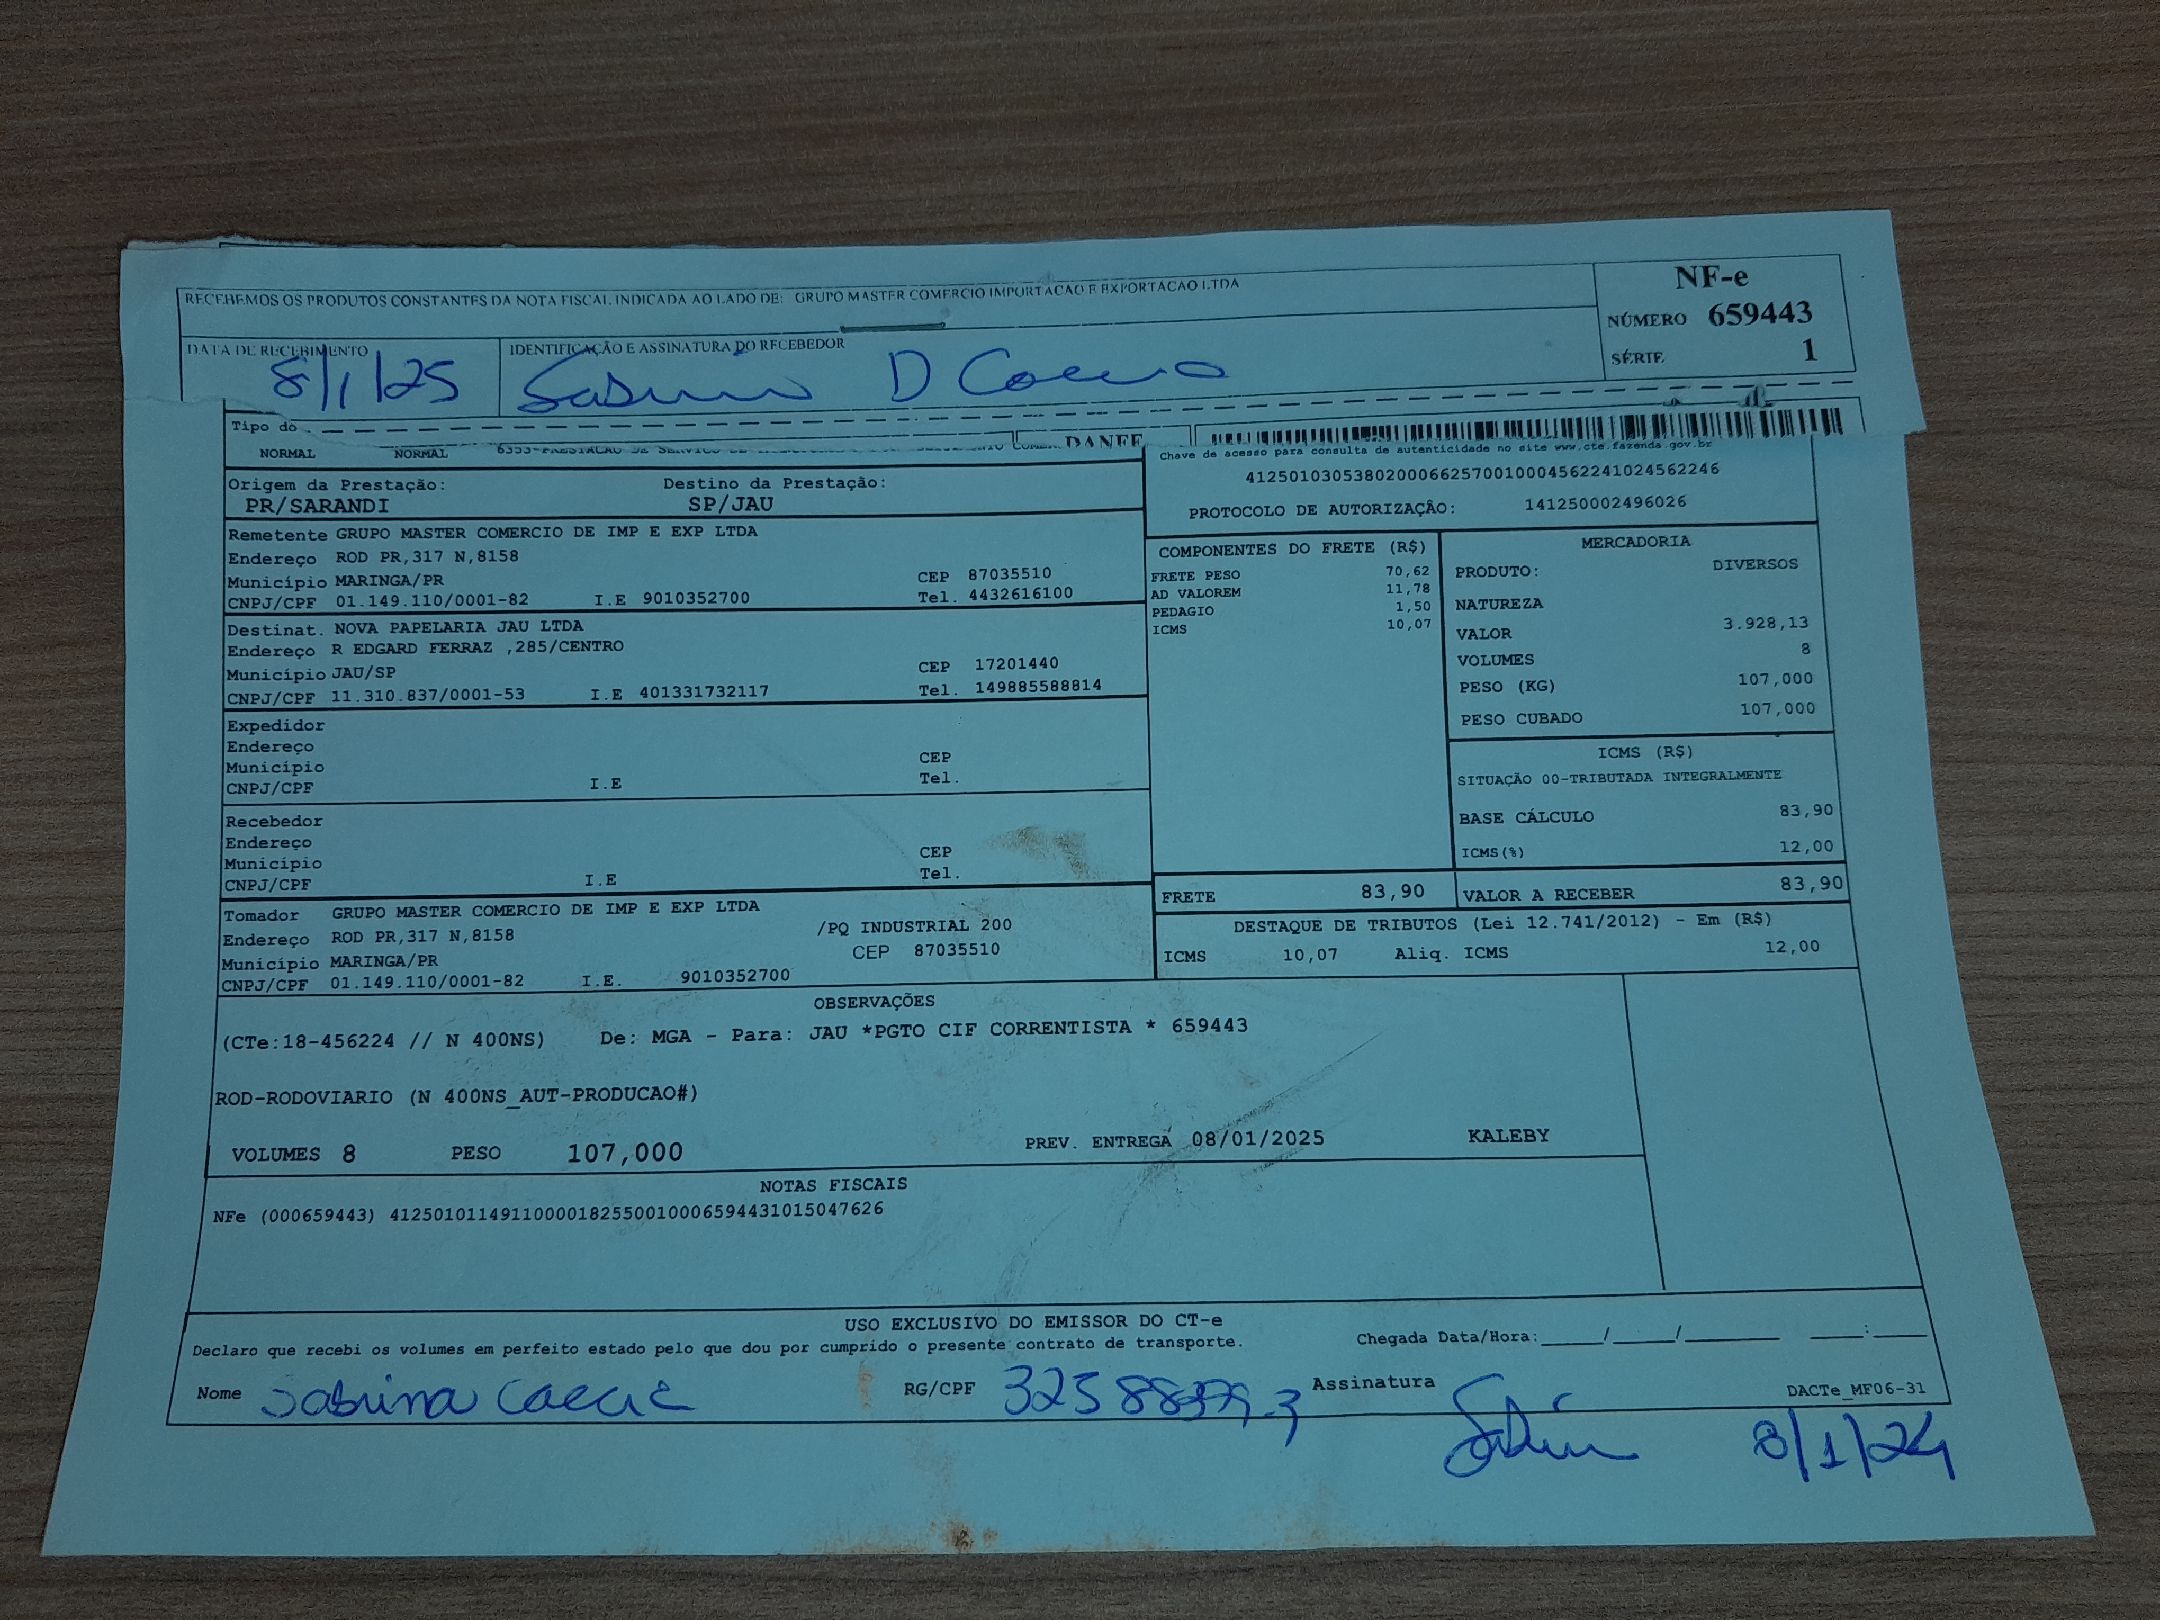 RECEBEMOS OS PRODUTOS CONSTANTES DA NOTA FISCAL INDICADA AO LADO DE: GRUPO MASTER COMERCIO IMPORTACAO E EXPORTACAO LTDA
NF-e
NÚMERO 659443
SÉRIE 1
DATA DE RECEBIMENTO
8/1/25
IDENTIFICAÇÃO E ASSINATURA DO RECEBEDOR
Tipo do
DANFE
NORMAL NORMAL 6353-PRESTACAO DE SERVICO DE
Chave de acesso para consulta de autenticidade no site www.cte.fazenda.gov.br
41250103053802000662570010004562241024562246
PROTOCOLO DE AUTORIZAÇÃO: 141250002496026
Origem da Prestação: Destino da Prestação:
PR/SARANDI SP/JAU
Remetente GRUPO MASTER COMERCIO DE IMP E EXP LTDA
Endereço ROD PR,317 N,8158
Município MARINGA/PR CEP 87035510
CNPJ/CPF 01.149.110/0001-82 I.E 9010352700 Tel. 4432616100
Destinat. NOVA PAPELARIA JAU LTDA
Endereço R EDGARD FERRAZ ,285/CENTRO
Município JAU/SP CEP 17201440
CNPJ/CPF 11.310.837/0001-53 I.E 401331732117 Tel. 149885588814
Expedidor
Endereço
Município CEP
CNPJ/CPF I.E Tel.
Recebedor
Endereço
Município CEP
CNPJ/CPF I.E Tel.
Tomador GRUPO MASTER COMERCIO DE IMP E EXP LTDA
Endereço ROD PR,317 N,8158 /PQ INDUSTRIAL 200
Município MARINGA/PR CEP 87035510
CNPJ/CPF 01.149.110/0001-82 I.E. 9010352700
COMPONENTES DO FRETE (R$)
FRETE PESO 70,62
AD VALOREM 11,78
PEDAGIO 1,50
ICMS 10,07
MERCADORIA
PRODUTO: DIVERSOS
NATUREZA
VALOR 3.928,13
VOLUMES 8
PESO (KG) 107,000
PESO CUBADO 107,000
ICMS (R$)
SITUAÇÃO 00-TRIBUTADA INTEGRALMENTE
BASE CÁLCULO 83,90
ICMS(%) 12,00
FRETE 83,90 VALOR A RECEBER 83,90
DESTAQUE DE TRIBUTOS (Lei 12.741/2012) - Em (R$)
ICMS 10,07 Aliq. ICMS 12,00
OBSERVAÇÕES
(CTe:18-456224 // N 400NS) De: MGA - Para: JAU *PGTO CIF CORRENTISTA * 659443
ROD-RODOVIARIO (N 400NS_AUT-PRODUCAO#)
VOLUMES 8 PESO 107,000 PREV. ENTREGA 08/01/2025 KALEBY
NOTAS FISCAIS
NFe (000659443) 41250101149110000182550010006594431015047626
USO EXCLUSIVO DO EMISSOR DO CT-e
Declaro que recebi os volumes em perfeito estado pelo que dou por cumprido o presente contrato de transporte. Chegada Data/Hora:____/____/________ ____:____
Nome Sabrina RG/CPF Assinatura DACTe_MF06-31
8/1/24